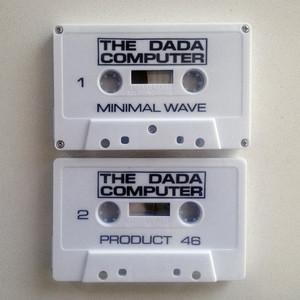 THE DADA
COMPUTER
1
MINIMAL WAVE
THE DADA
COMPUTER
2
PRODUCT 46